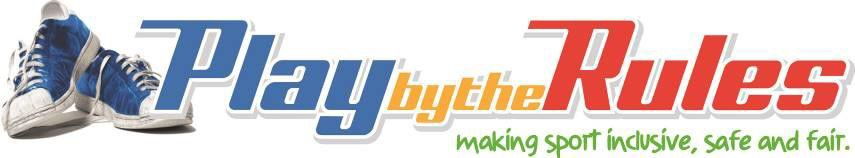 Play by the Rules
making sport inclusive, safe and fair.